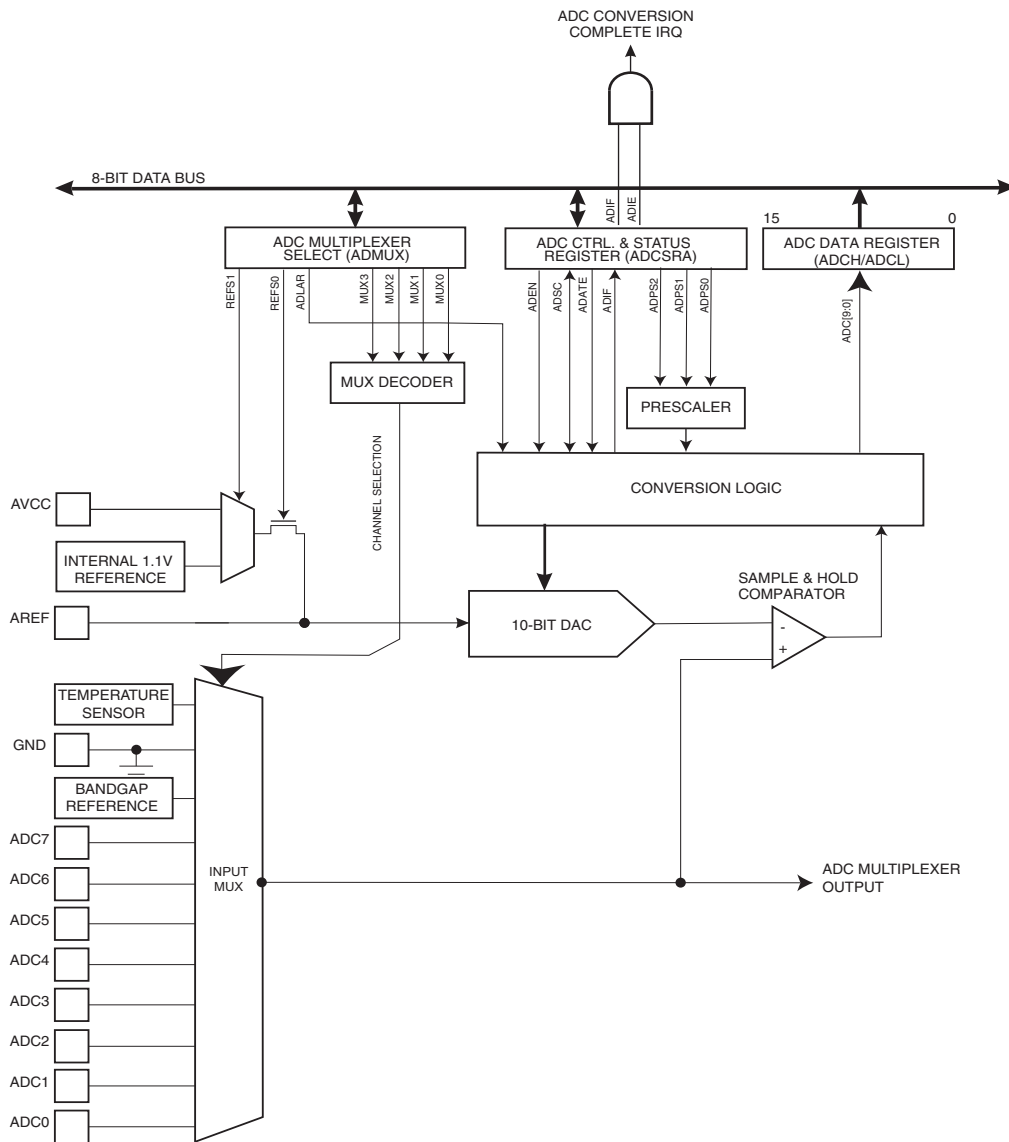 ADC CONVERSION
COMPLETE IRQ
8-BIT DATA BUS
ADIF
ADIE
15
0
ADC MULTIPLEXER
SELECT (ADMUX)
ADC CTRL. & STATUS
REGISTER (ADCSRA)
ADC DATA REGISTER
(ADCH/ADCL)
REFS1
REFS0
ADLAR
MUX3
MUX2
MUX1
MUX0
ADEN
ADSC
ADATE
ADIF
ADPS2
ADPS1
ADPS0
ADC[9:0]
MUX DECODER
PRESCALER
CHANNEL SELECTION
CONVERSION LOGIC
AVCC
INTERNAL 1.1V
REFERENCE
SAMPLE & HOLD
COMPARATOR
AREF
10-BIT DAC
-
+
TEMPERATURE
SENSOR
GND
BANDGAP
REFERENCE
ADC7
INPUT
MUX
ADC MULTIPLEXER
OUTPUT
ADC6
ADC5
ADC4
ADC3
ADC2
ADC1
ADC0